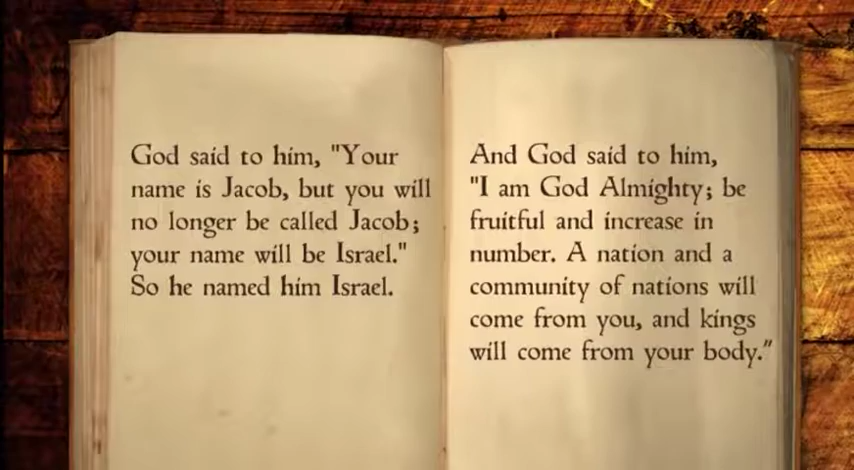 God said to him, "Your
name is Jacob, but you will
no longer be called Jacob;
your name will be Israel."
So he named him Israel.
And God said to him,
"I am God Almighty; be
fruitful and increase in
number. A nation and a
community of nations will
come from you, and kings
will come from your body."